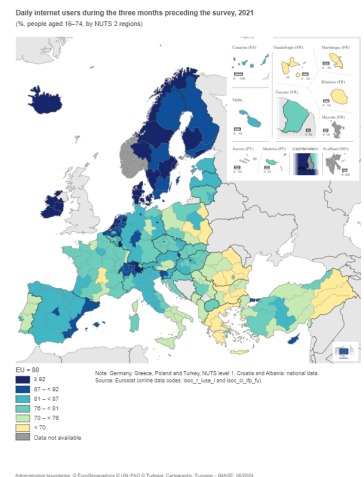 Daily internet users during the three months preceding the survey, 2021
(%, people aged 16–74, by NUTS 2 regions)
Canarias (ES)
Guadeloupe (FR)
Martinique (FR)
Réunion (FR)
Guyane (FR)
Malta
Mayotte (FR)
Açores (PT)
Madeira (PT)
Liechtenstein
Svalbard (NO)
EU = 80
≥ 92
87 – < 92
81 – < 87
76 – < 81
70 – < 76
< 70
Data not available
Note: Germany, Greece, Poland and Turkey, NUTS level 1. Croatia and Albania: national data.
Source: Eurostat (online data codes: isoc_r_iuse_i and isoc_ci_ifp_fu)
Administrative boundaries: © EuroGeographics © UN-FAO © Turkstat, Cartography: Eurostat – IMAGE, 05/2024